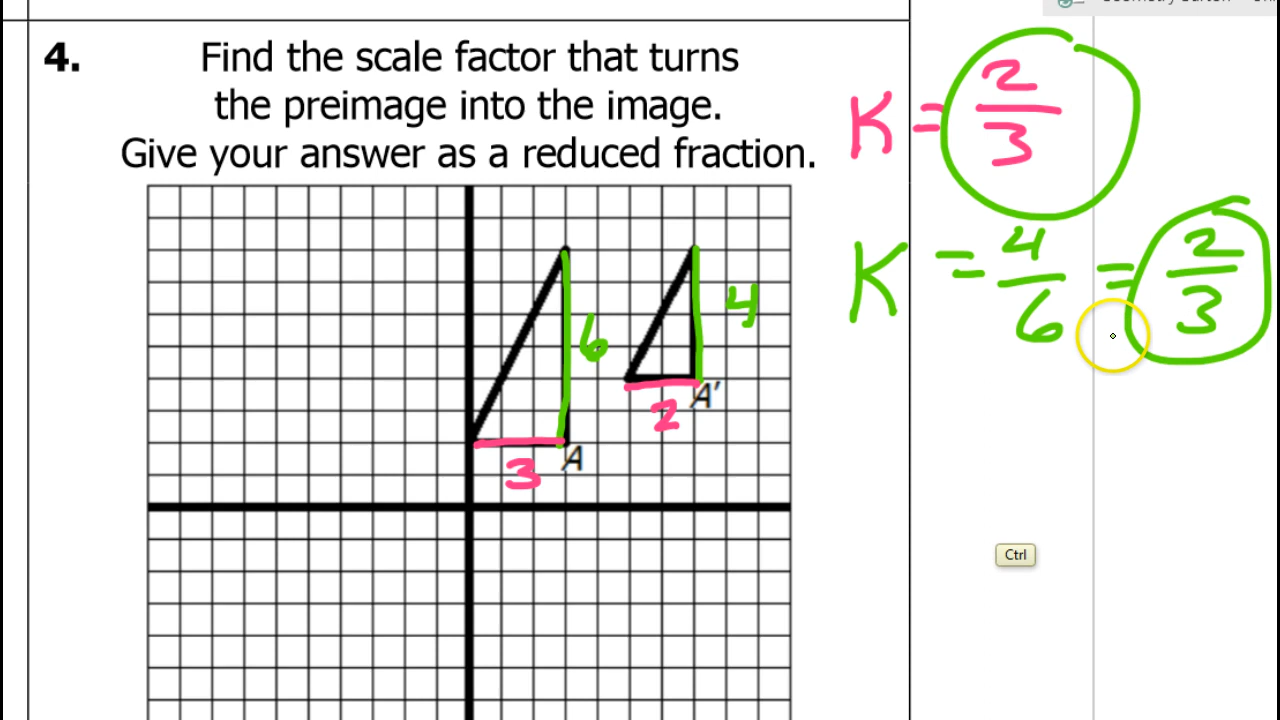 4. Find the scale factor that turns
the preimage into the image.
Give your answer as a reduced fraction.
K = 2/3
K = 4/6 = 2/3
6
4
A'
2
A
3
Ctrl